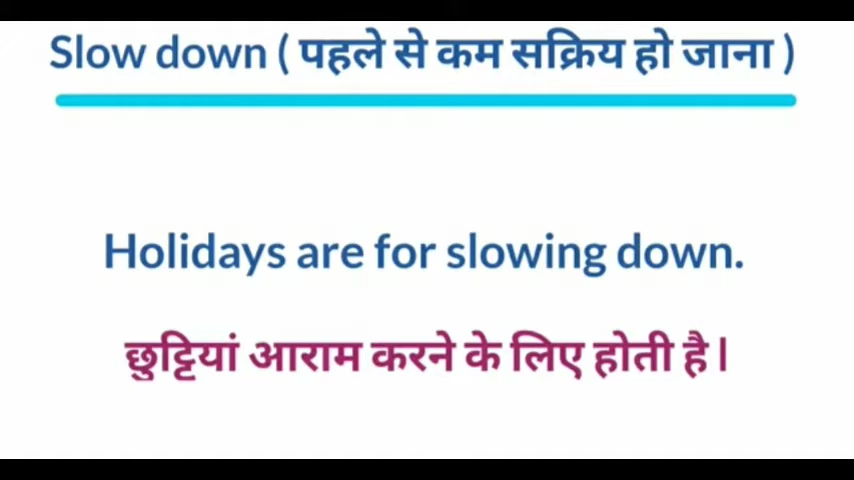 Slow down ( पहले से कम सक्रिय हो जाना )
Holidays are for slowing down.
छुट्टियां आराम करने के लिए होती है।